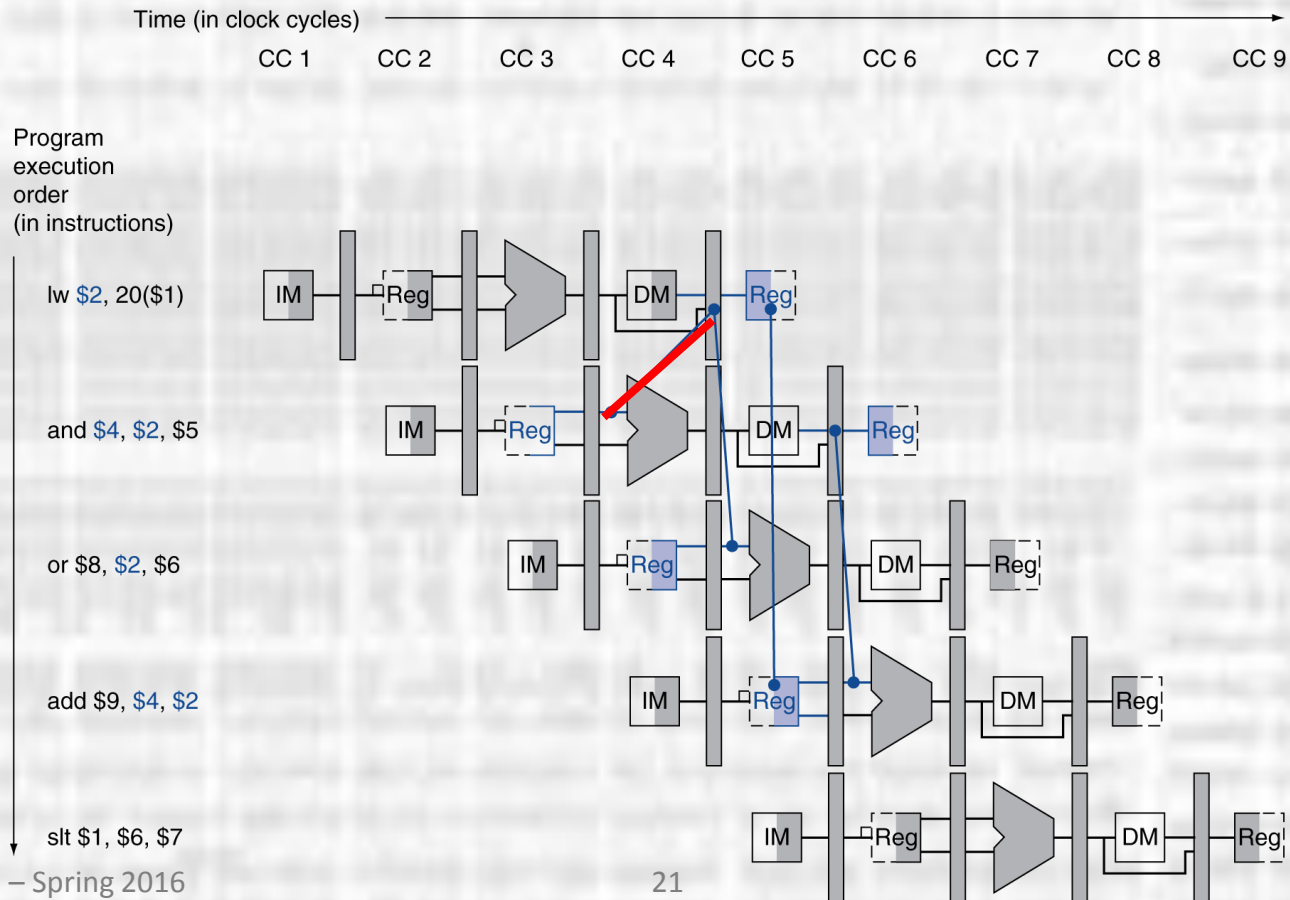 Time (in clock cycles)
CC 1 CC 2 CC 3 CC 4 CC 5 CC 6 CC 7 CC 8 CC 9
Program
execution
order
(in instructions)
lw $2, 20($1) IM Reg DM Reg
and $4, $2, $5 IM Reg DM Reg
or $8, $2, $6 IM Reg DM Reg
add $9, $4, $2 IM Reg DM Reg
slt $1, $6, $7 IM Reg DM Reg
– Spring 2016 21